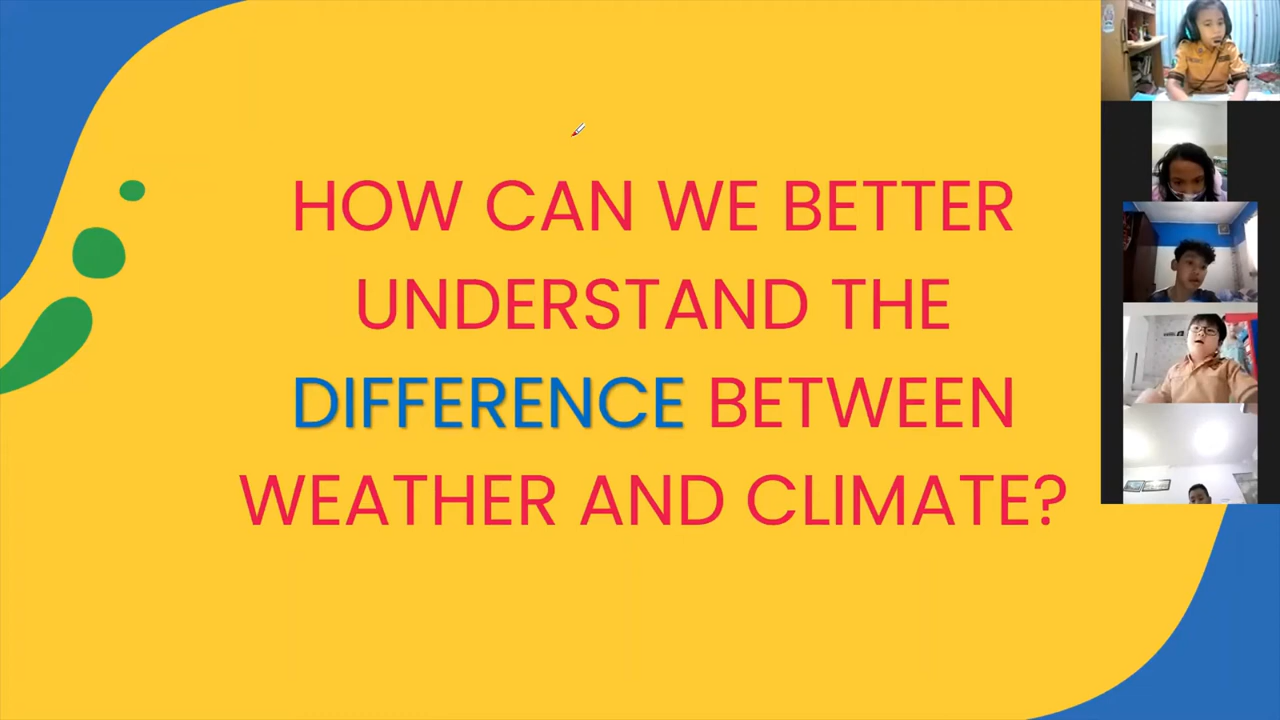 HOW CAN WE BETTER
UNDERSTAND THE
DIFFERENCE BETWEEN
WEATHER AND CLIMATE?